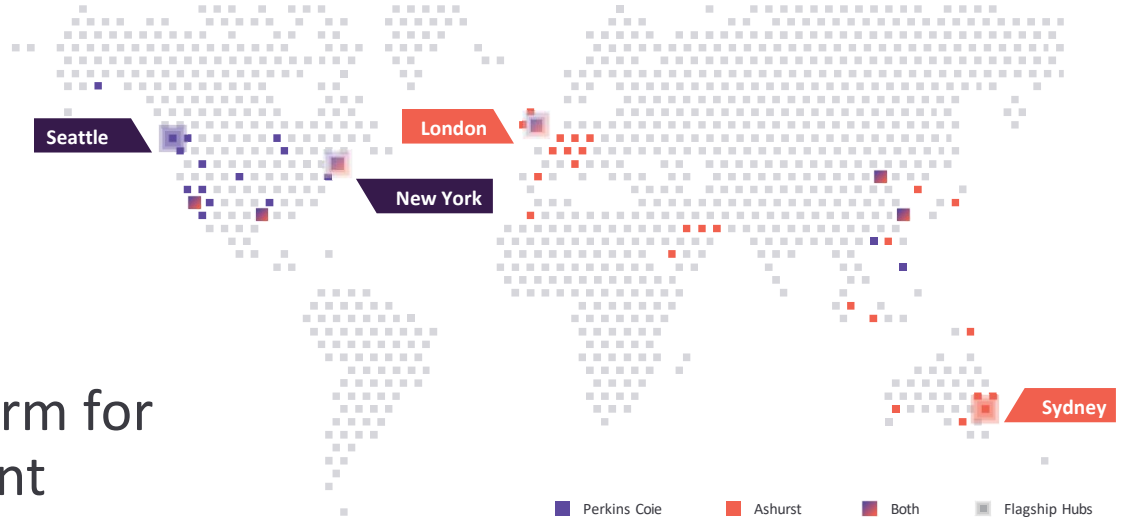 Seattle
London
New York
Sydney
rm for
nt
Perkins Coie
Ashurst
Both
Flagship Hubs